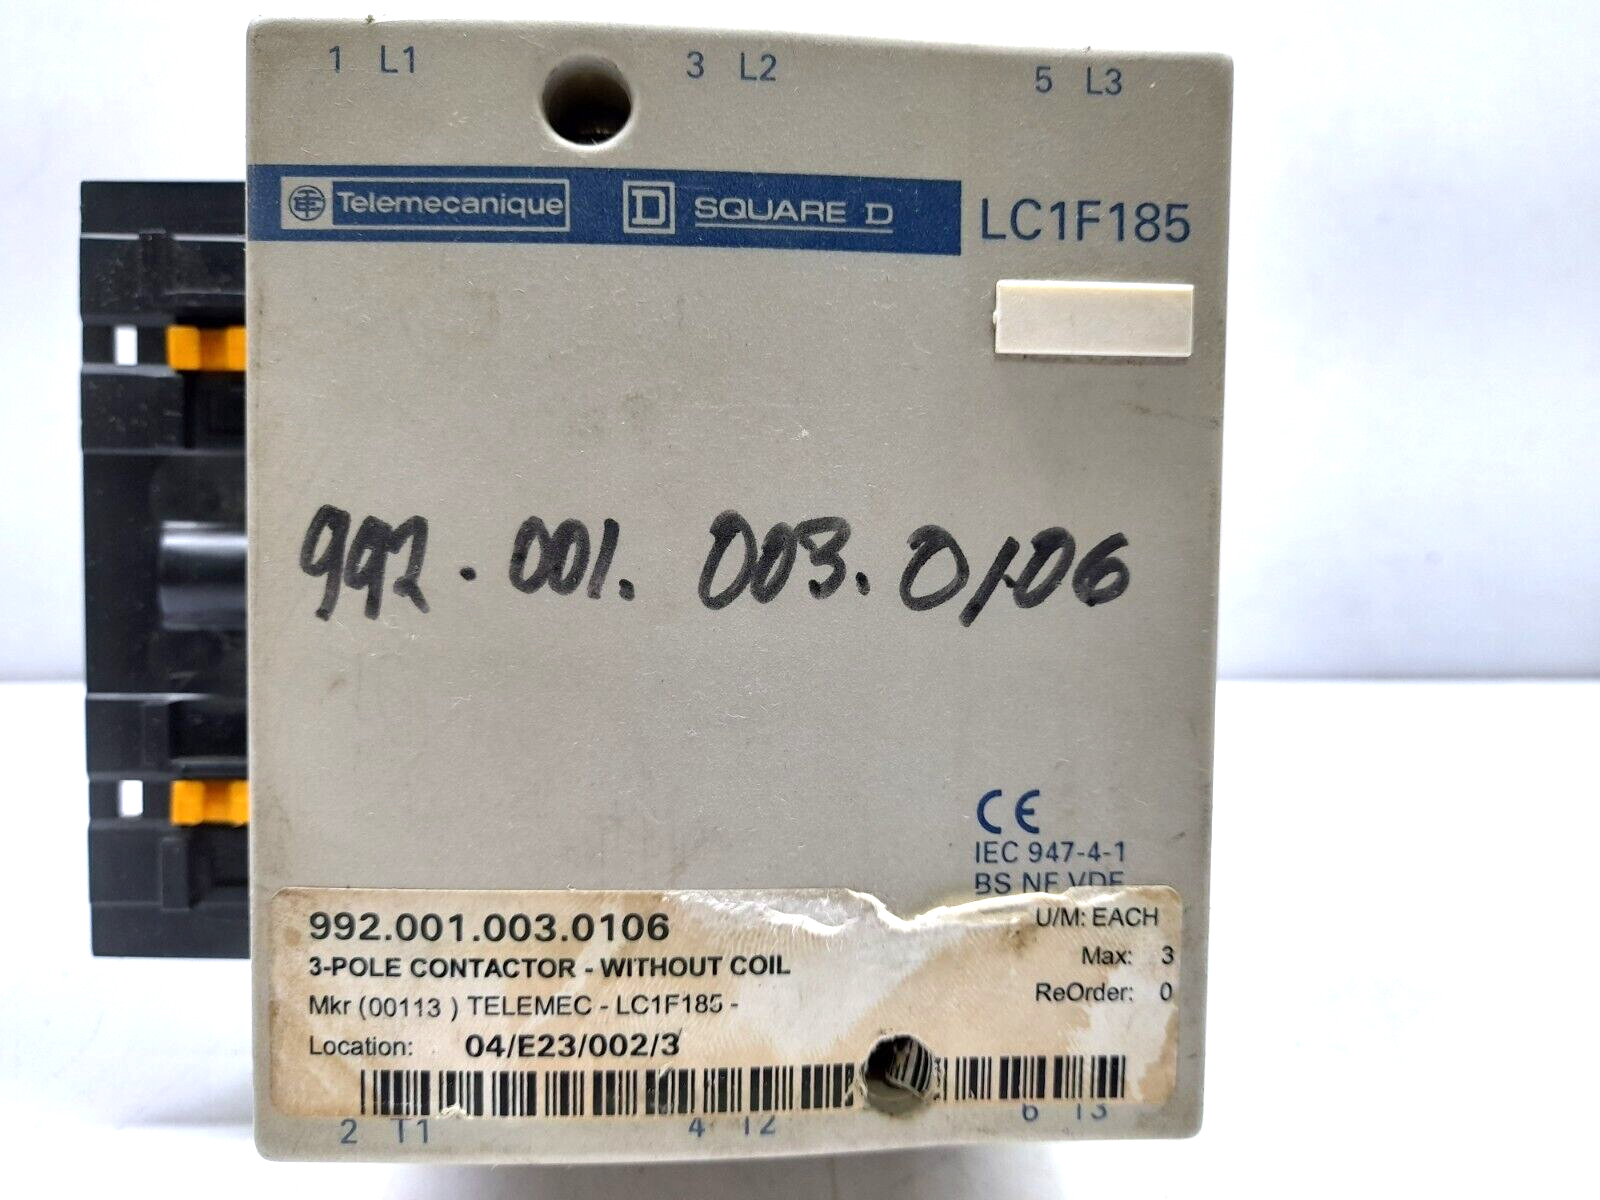 1 L1 3 L2 5 L3
Telemecanique D SQUARE D LC1F185
992.001.003.0106
CE
IEC 947-4-1
BS NF VDE
992.001.003.0106 U/M: EACH
3-POLE CONTACTOR - WITHOUT COIL Max: 3
Mkr (00113 ) TELEMEC - LC1F185 - ReOrder: 0
Location: 04/E23/002/3
2 T1 4 T2 6 T3